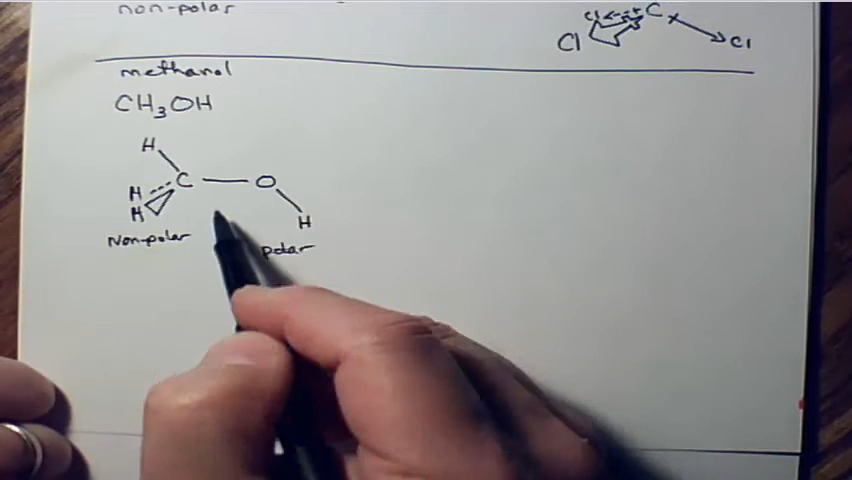 non-polar
Cl C
Cl Cl
methanol
CH₃OH
H
H C O
H H
Non-polar polar